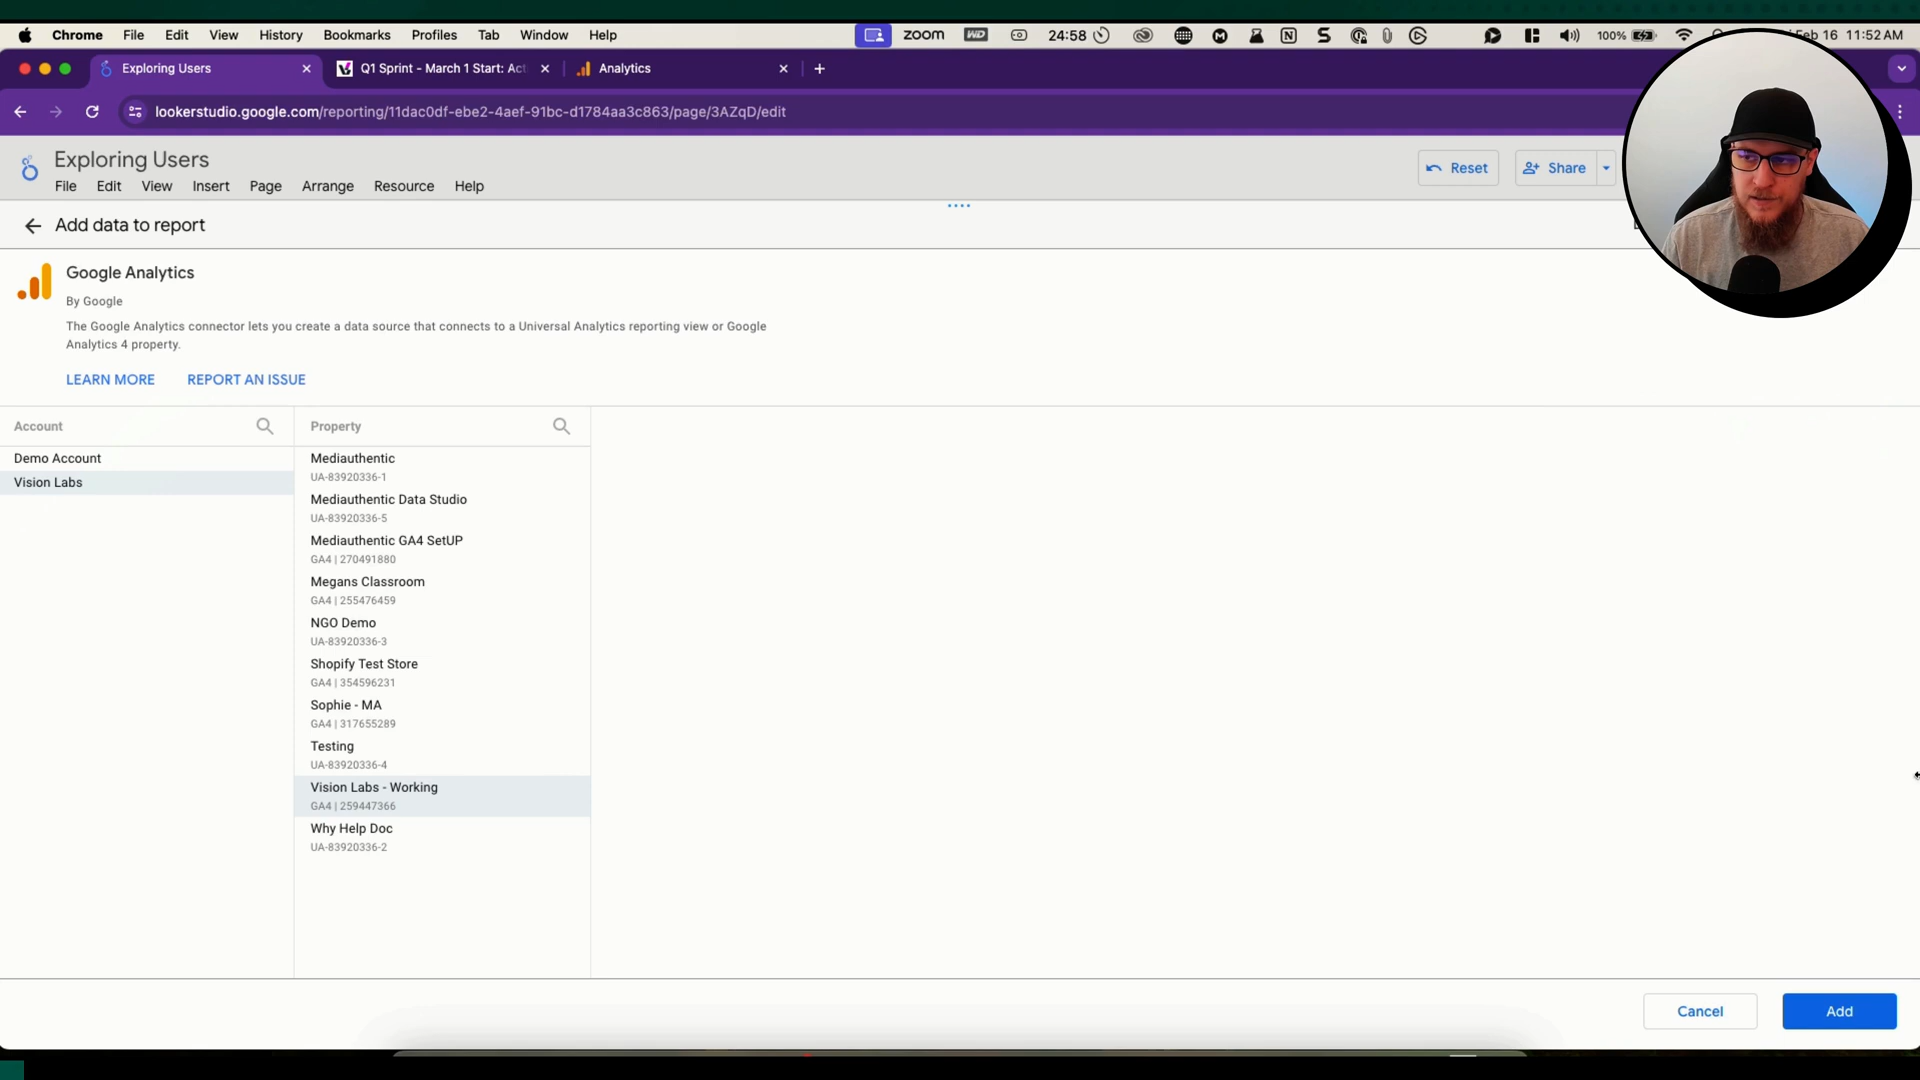 Chrome File Edit View History Bookmarks Profiles Tab Window Help zoom WD 24:58 100% Feb 16 11:52 AM
Exploring Users Q1 Sprint - March 1 Start: Act Analytics
lookerstudio.google.com/reporting/11dac0df-ebe2-4aef-91bc-d1784aa3c863/page/3AZqD/edit
Exploring Users
Reset Share
File Edit View Insert Page Arrange Resource Help
Add data to report
Google Analytics
By Google
The Google Analytics connector lets you create a data source that connects to a Universal Analytics reporting view or Google
Analytics 4 property.
LEARN MORE REPORT AN ISSUE
Account Property
Demo Account
Vision Labs
Mediauthentic
UA-83920336-1
Mediauthentic Data Studio
UA-83920336-5
Mediauthentic GA4 SetUP
GA4 | 270491880
Megans Classroom
GA4 | 255476459
NGO Demo
UA-83920336-3
Shopify Test Store
GA4 | 354596231
Sophie - MA
GA4 | 317655289
Testing
UA-83920336-4
Vision Labs - Working
GA4 | 259447366
Why Help Doc
UA-83920336-2
Cancel Add